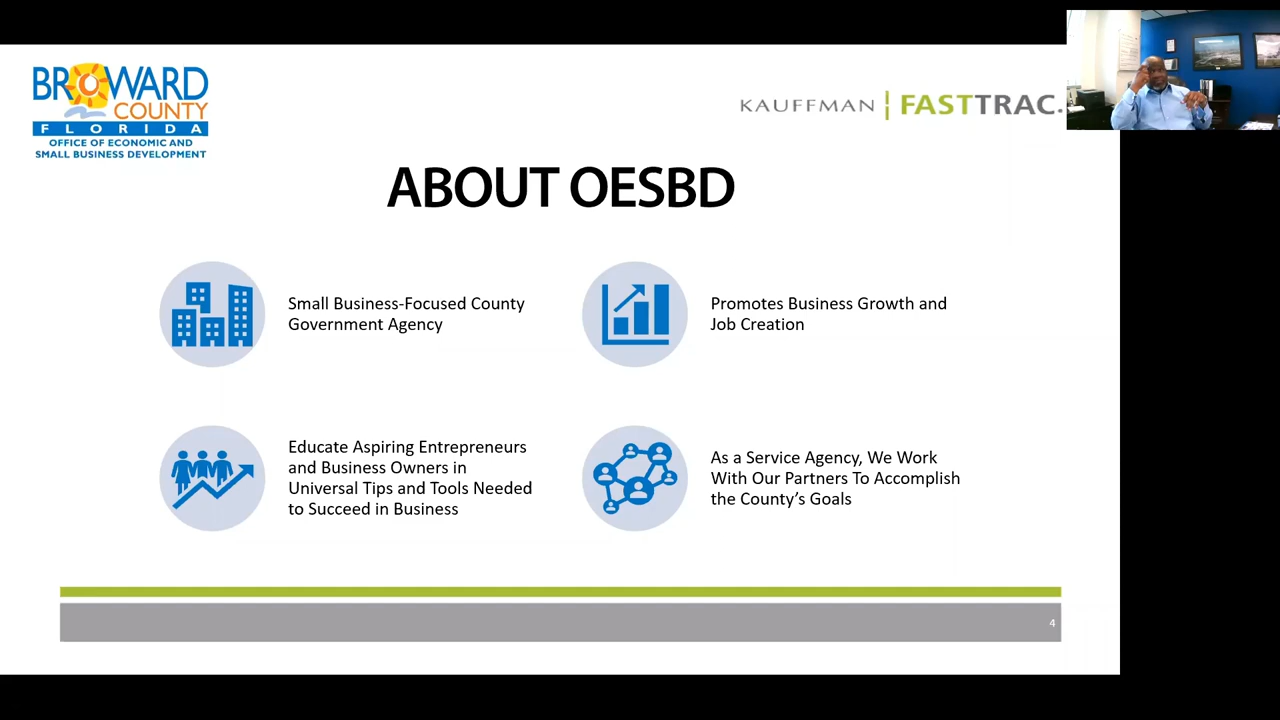 BROWARD
COUNTY
FLORIDA
OFFICE OF ECONOMIC AND
SMALL BUSINESS DEVELOPMENT
KAUFFMAN | FASTTRAC.
ABOUT OESBD
Small Business-Focused County
Government Agency
Promotes Business Growth and
Job Creation
Educate Aspiring Entrepreneurs
and Business Owners in
Universal Tips and Tools Needed
to Succeed in Business
As a Service Agency, We Work
With Our Partners To Accomplish
the County’s Goals
4